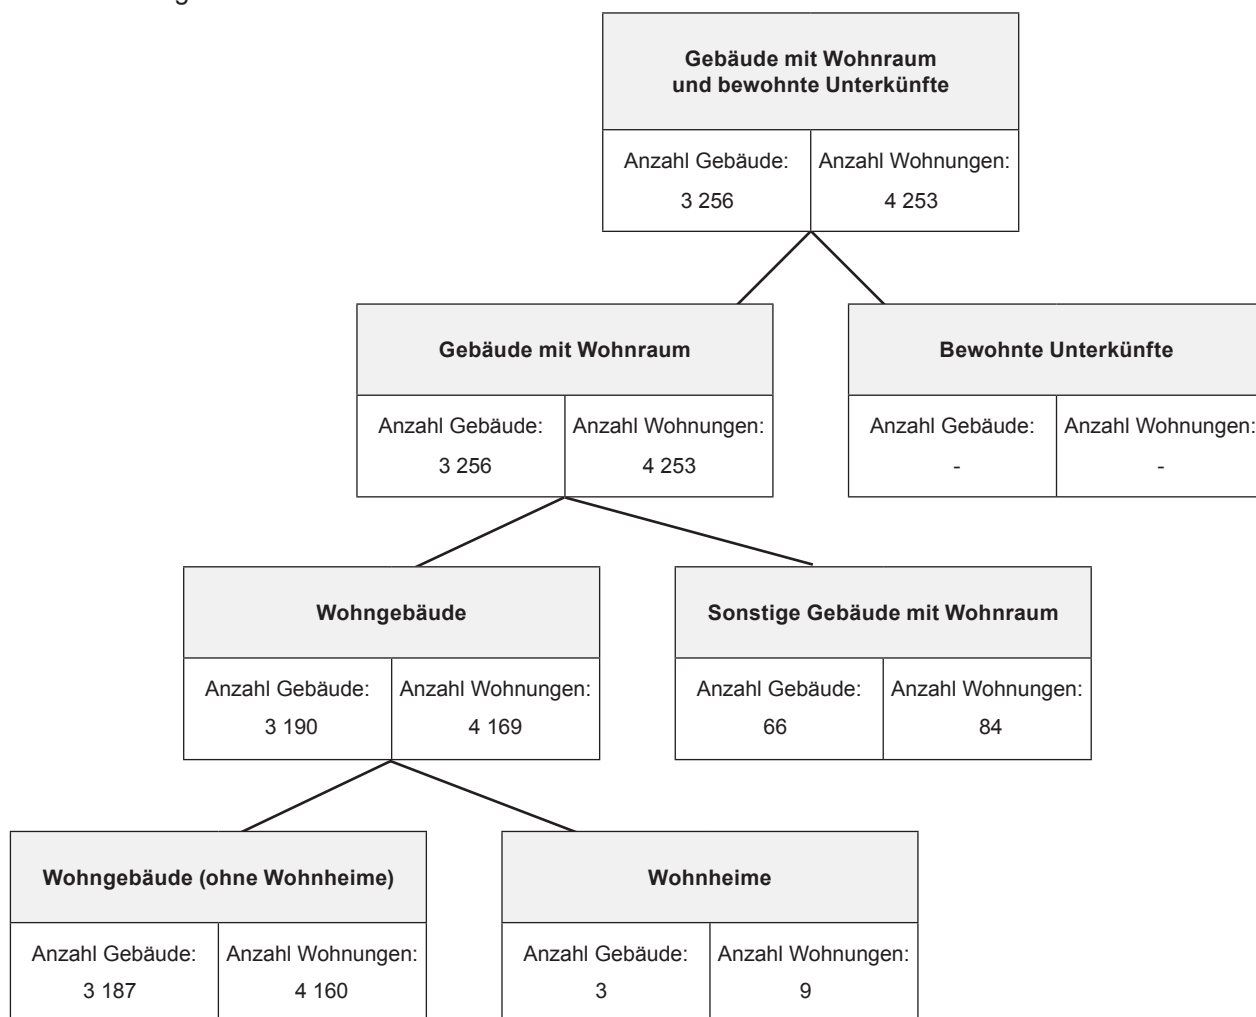 Gebäude mit Wohnraum
und bewohnte Unterkünfte
Anzahl Gebäude:
3 256
Anzahl Wohnungen:
4 253
Gebäude mit Wohnraum
Anzahl Gebäude:
3 256
Anzahl Wohnungen:
4 253
Bewohnte Unterkünfte
Anzahl Gebäude:
-
Anzahl Wohnungen:
-
Wohngebäude
Anzahl Gebäude:
3 190
Anzahl Wohnungen:
4 169
Sonstige Gebäude mit Wohnraum
Anzahl Gebäude:
66
Anzahl Wohnungen:
84
Wohngebäude (ohne Wohnheime)
Anzahl Gebäude:
3 187
Anzahl Wohnungen:
4 160
Wohnheime
Anzahl Gebäude:
3
Anzahl Wohnungen:
9